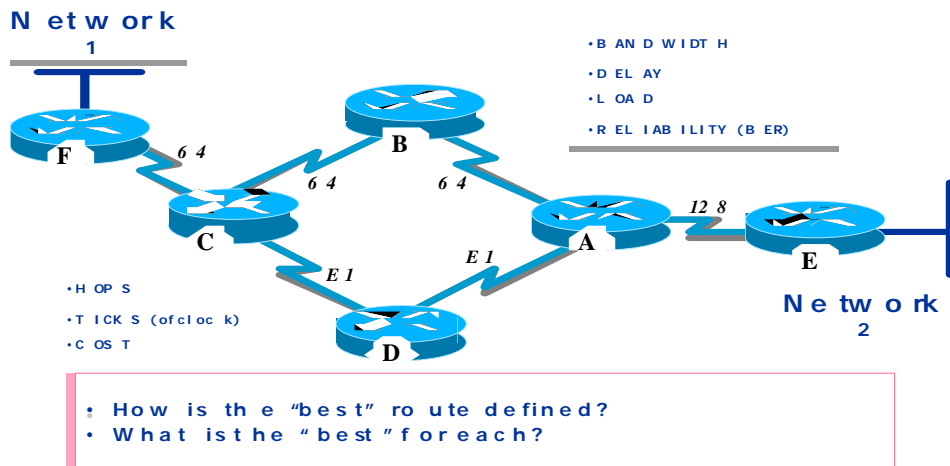 Network
1
• BANDWIDTH
• DELAY
• LOAD
• RELIABILITY (BER)
F
64
B
64
64
C
A
128
E
E1
E1
• HOPS
• TICKS (of clock)
• COST
D
Network
2
• How is the “best” route defined?
• What is the “best” for each?